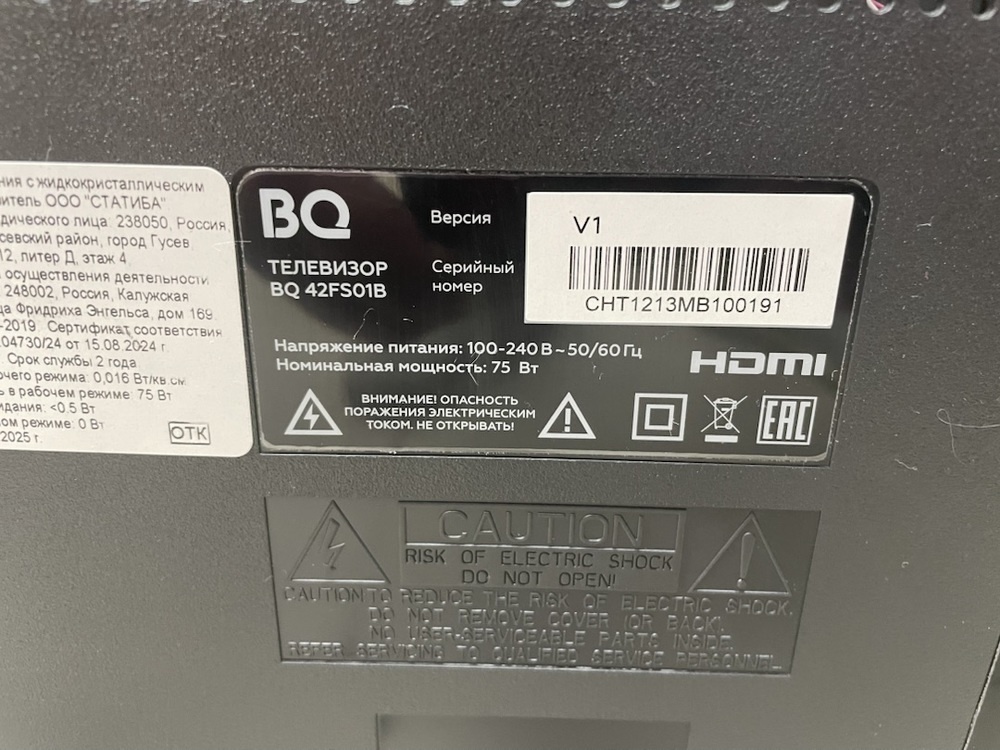 ния с жидкокристаллическим
витель ООО "СТАТИБА"
дического лица: 238050, Россия,
севский район, город Гусев,
12, литер Д, этаж 4
осуществления деятельности
248002, Россия, Калужская
ца Фридриха Энгельса, дом 169.
-2019. Сертификат соответствия
04730/24 от 15.08.2024 г.
Срок службы 2 года
очего режима: 0,016 Вт/кв.см
ь в рабочем режиме: 75 Вт
идания: <0.5 Вт
ом режиме: 0 Вт
2025 г.
ОТК
BQ
ТЕЛЕВИЗОР
BQ 42FS01B
Версия
V1
Серийный
номер
CHT1213MB100191
Напряжение питания: 100-240 В ~ 50/60 Гц
Номинальная мощность: 75 Вт
HDMI
ВНИМАНИЕ! ОПАСНОСТЬ
ПОРАЖЕНИЯ ЭЛЕКТРИЧЕСКИМ
ТОКОМ. НЕ ОТКРЫВАТЬ!
EAC
CAUTION
RISK OF ELECTRIC SHOCK
DO NOT OPEN!
CAUTION:TO REDUCE THE RISK OF ELECTRIC SHOCK.
DO NOT REMOVE COVER (OR BACK).
NO USER-SERVICEABLE PARTS INSIDE.
REFER SERVICING TO QUALIFIED SERVICE PERSONNEL.